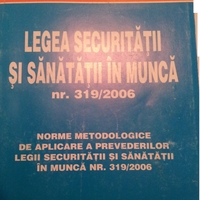 LEGEA SECURITĂȚII
ȘI SĂNĂTĂȚII ÎN MUNCĂ
nr. 319/2006
NORME METODOLOGICE
DE APLICARE A PREVEDERILOR
LEGII SECURITĂȚII ȘI SĂNĂTĂȚII
ÎN MUNCĂ NR. 319/2006